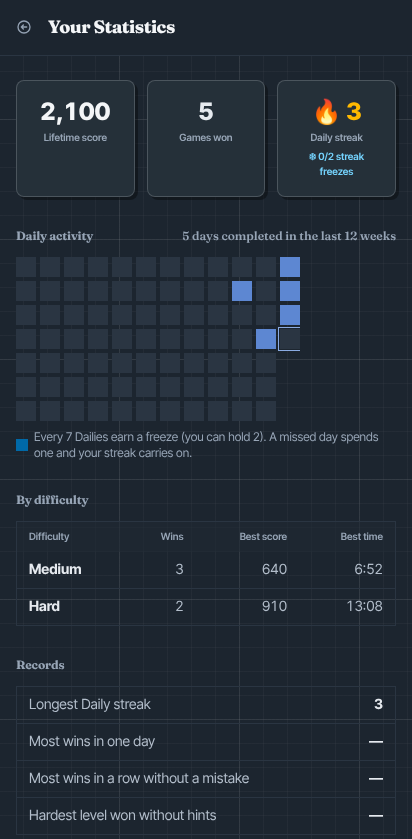 Your Statistics
2,100
Lifetime score
5
Games won
🔥 3
Daily streak
❄ 0/2 streak
freezes
Daily activity
5 days completed in the last 12 weeks
Every 7 Dailies earn a freeze (you can hold 2). A missed day spends
one and your streak carries on.
By difficulty
Difficulty Wins Best score Best time
Medium 3 640 6:52
Hard 2 910 13:08
Records
Longest Daily streak 3
Most wins in one day —
Most wins in a row without a mistake —
Hardest level won without hints —